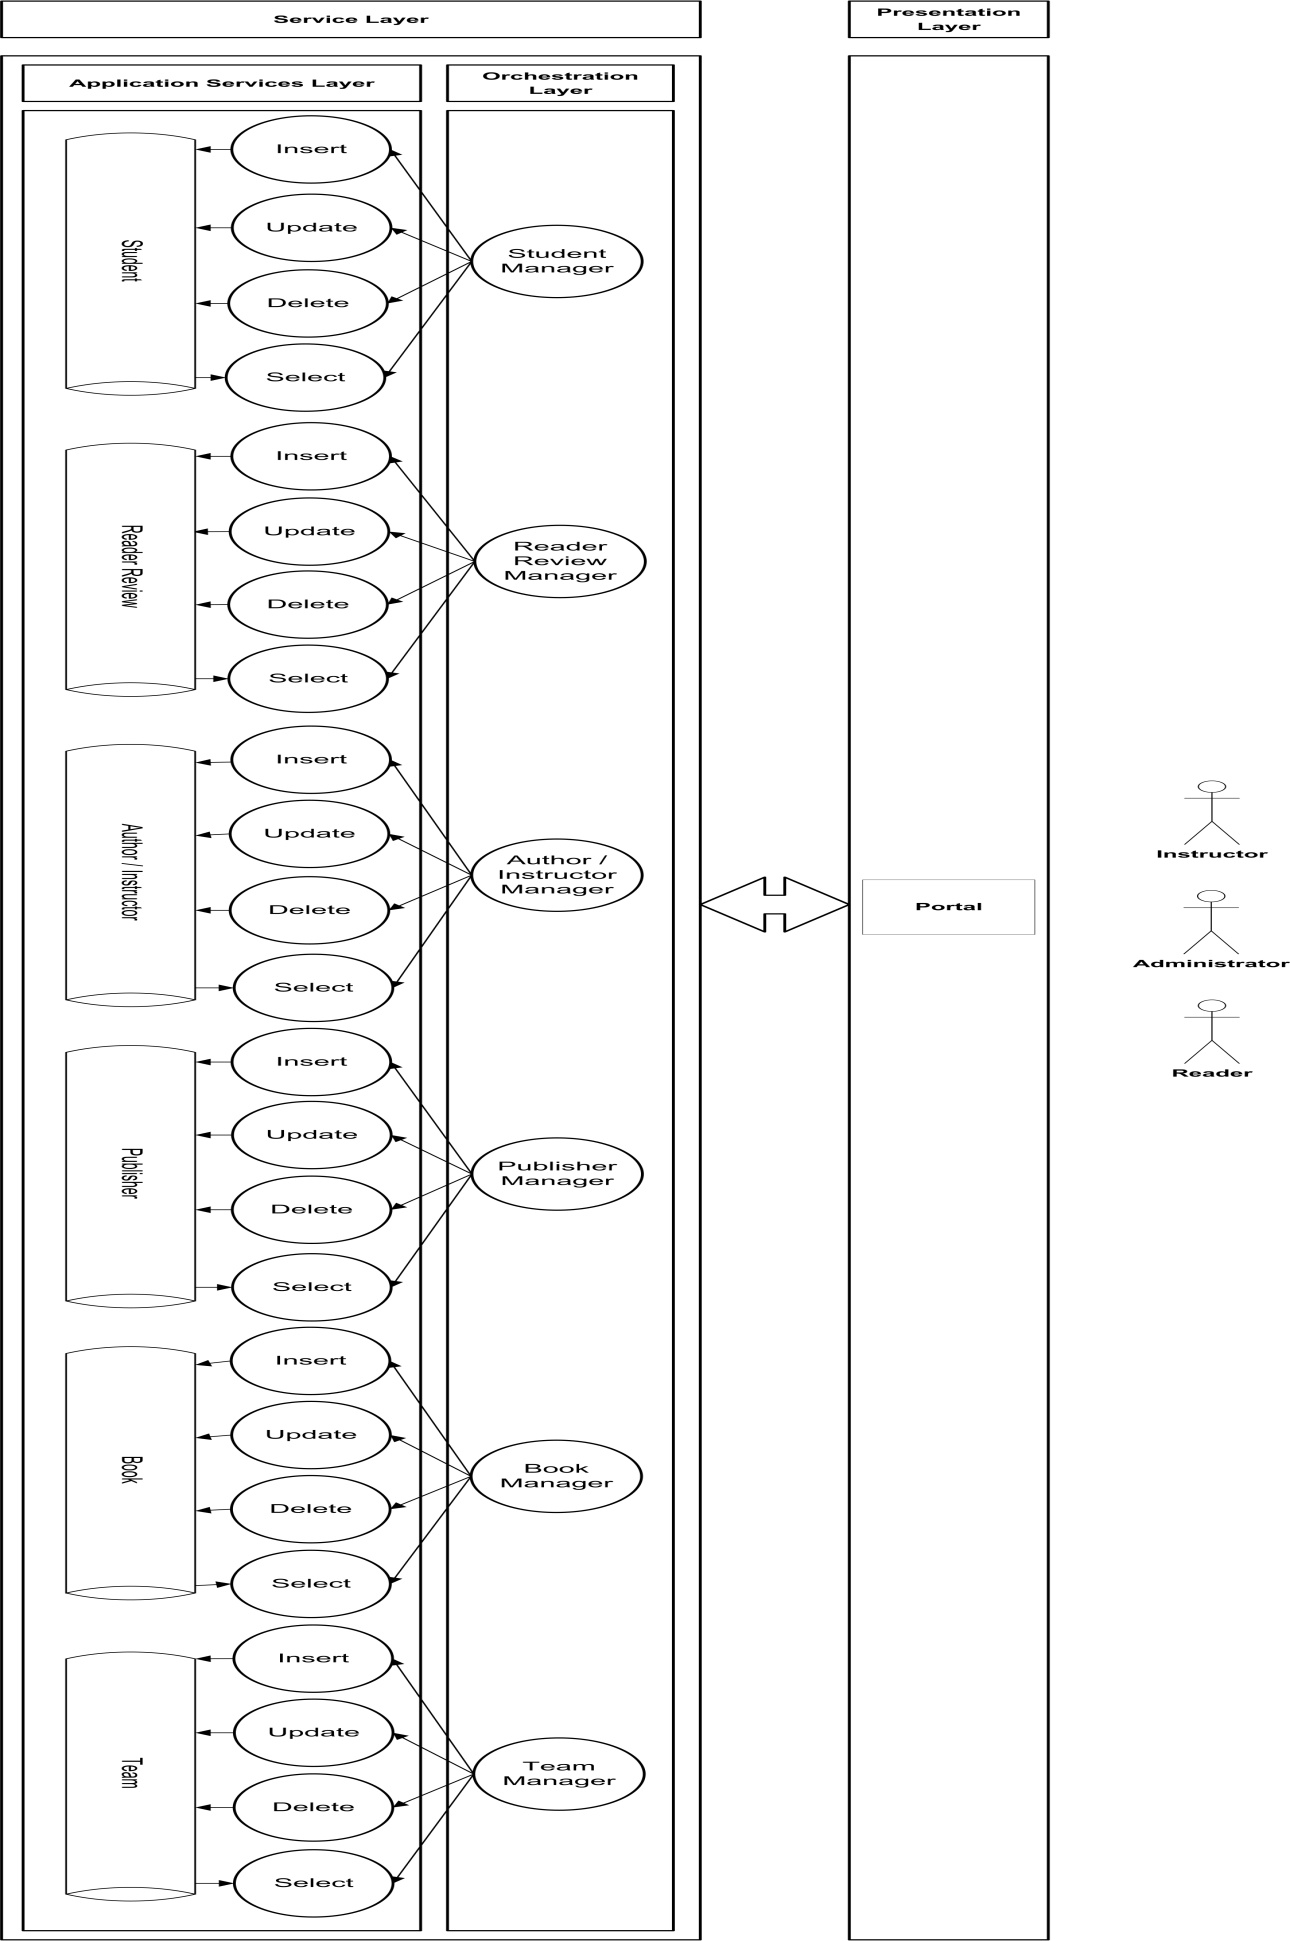 Service Layer
Presentation
Layer
Application Services Layer
Orchestration
Layer
Student
Insert
Update
Delete
Select
Student
Manager
Reader Review
Insert
Update
Delete
Select
Reader
Review
Manager
Author / Instructor
Insert
Update
Delete
Select
Author /
Instructor
Manager
Publisher
Insert
Update
Delete
Select
Publisher
Manager
Book
Insert
Update
Delete
Select
Book
Manager
Team
Insert
Update
Delete
Select
Team
Manager
Portal
Instructor
Administrator
Reader